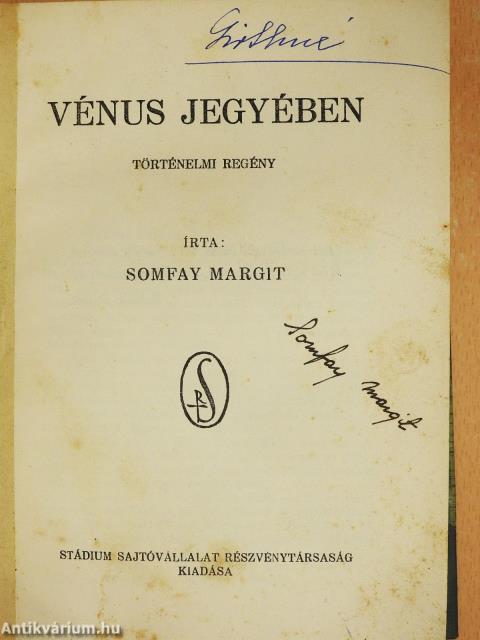 VÉNUS JEGYÉBEN
TÖRTÉNELMI REGÉNY
ÍRTA:
SOMFAY MARGIT
Somfay Margit
S
R
STÁDIUM SAJTÓVÁLLALAT RÉSZVÉNYTÁRSASÁG
KIADÁSA
Antikvárium.hu